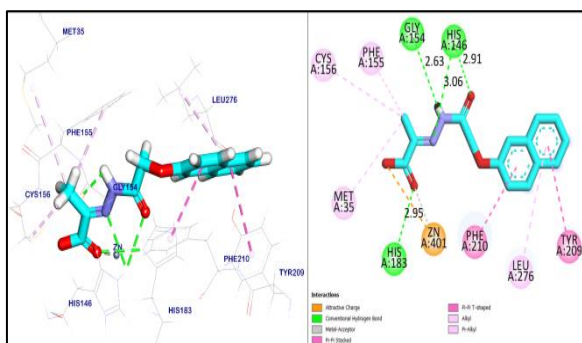 MET35
LEU276
PHE155
CYS156
GLY154
ZN
PHE210
TYR209
HIS146
HIS183
GLY
A:154
HIS
A:146
CYS
A:156
PHE
A:155
2.63
2.91
3.06
MET
A:35
2.95
ZN
A:401
HIS
A:183
PHE
A:210
LEU
A:276
TYR
A:209
Interactions
Attractive Charge
Conventional Hydrogen Bond
Metal-Acceptor
Pi-Pi Stacked
Pi-Pi T-shaped
Alkyl
Pi-Alkyl